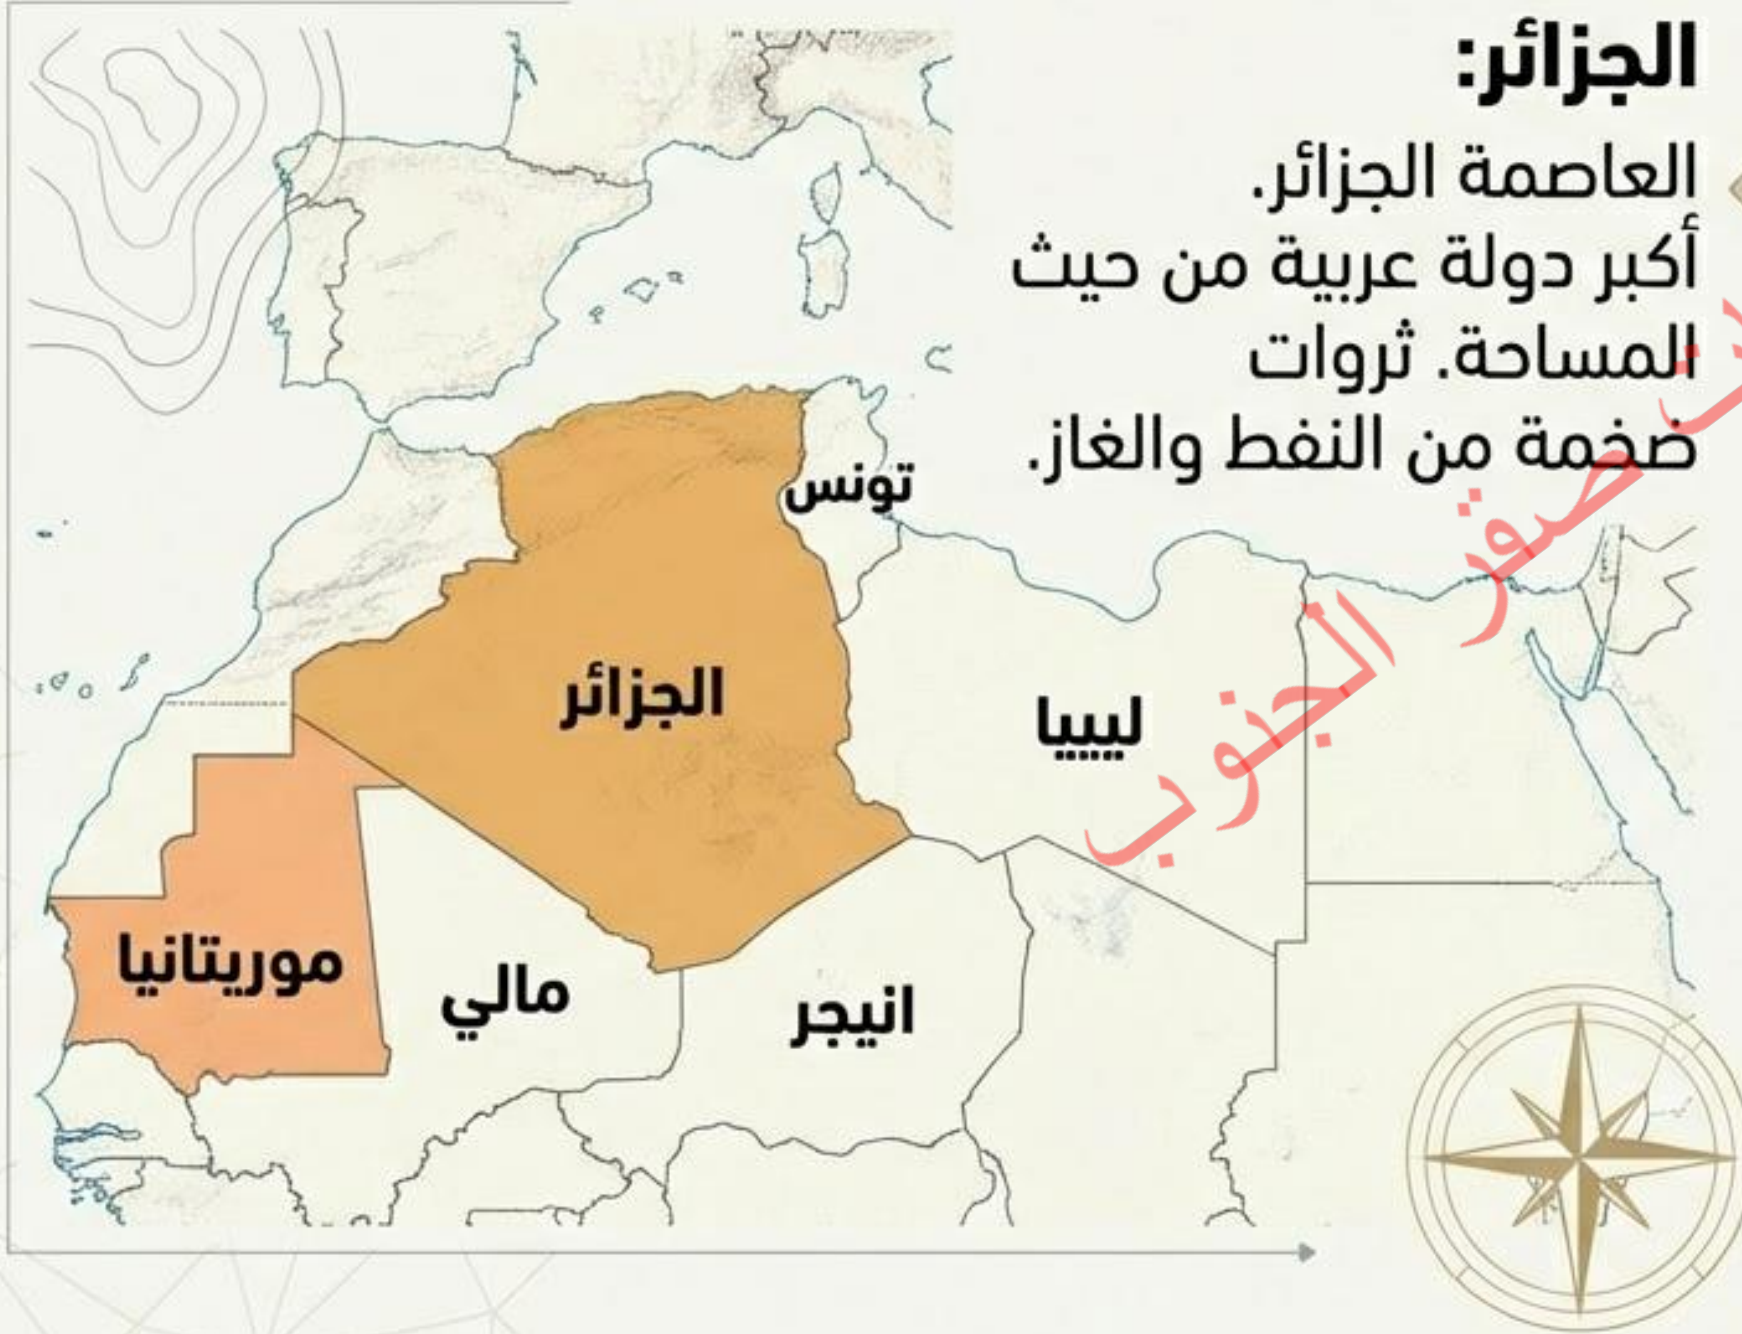 الجزائر:
العاصمة الجزائر.
أكبر دولة عربية من حيث
المساحة. ثروات
ضخمة من النفط والغاز.
تونس
الجزائر
ليبيا
موريتانيا
مالي
انيجر
صقر الجنوب